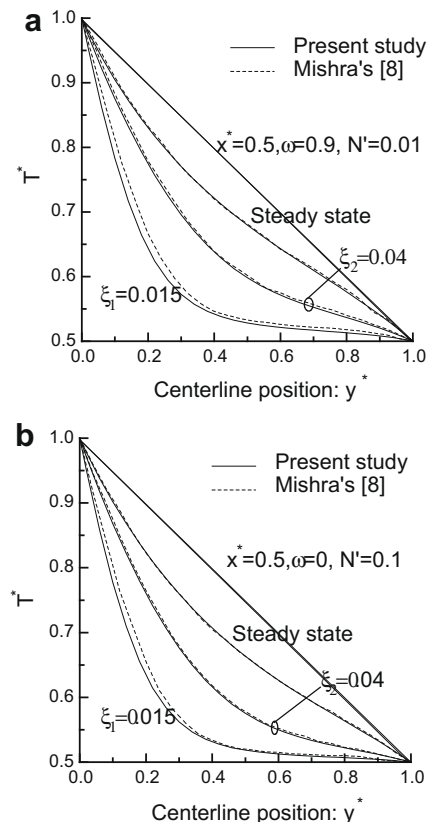 a
Present study
Mishra's [8]
x*=0.5,ω=0.9, N'=0.01
Steady state
ξ2=0.04
ξ1=0.015
T*
1.0
0.9
0.8
0.7
0.6
0.5
0.0 0.2 0.4 0.6 0.8 1.0
Centerline position: y*
b
Present study
Mishra's [8]
x*=0.5,ω=0, N'=0.1
Steady state
ξ2=0.04
ξ1=0.015
T*
1.0
0.9
0.8
0.7
0.6
0.5
0.0 0.2 0.4 0.6 0.8 1.0
Centerline position: y*